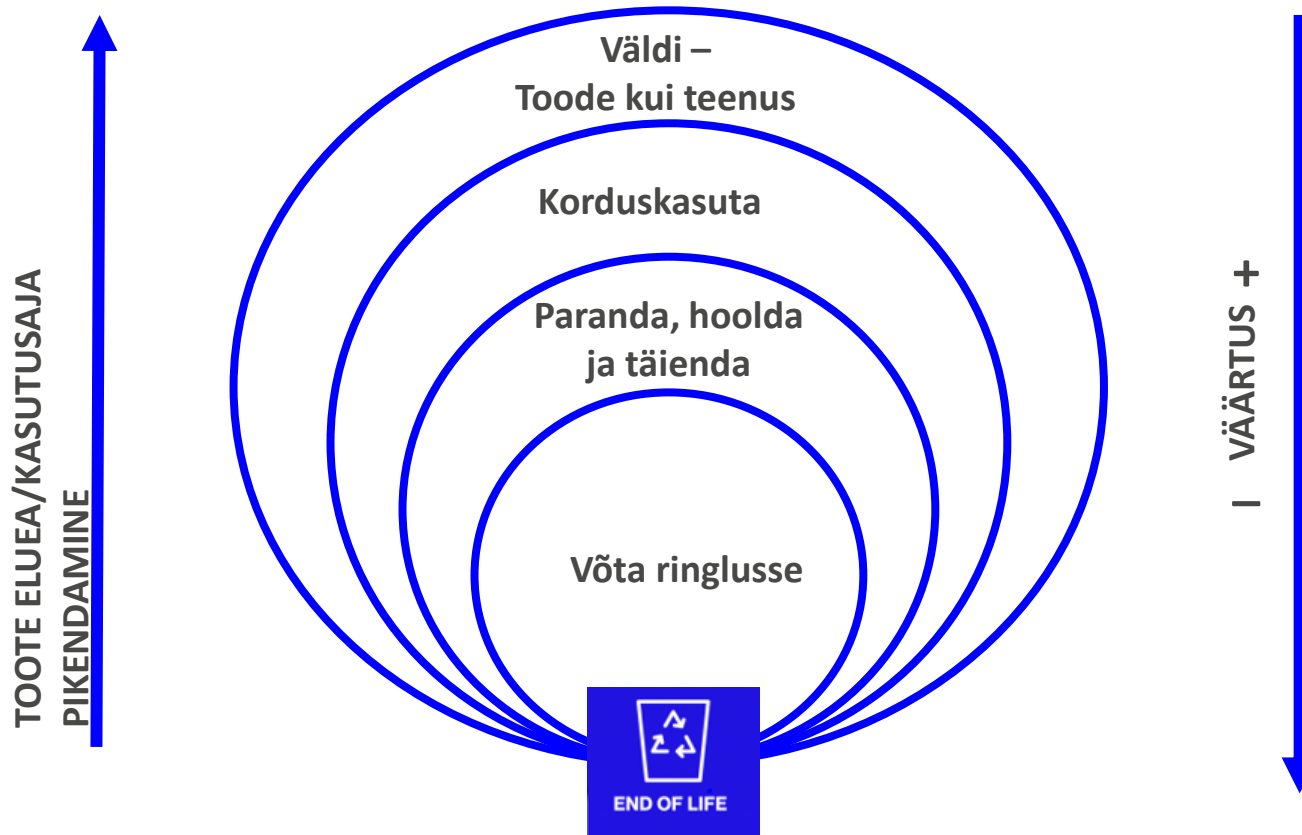 Väldi –
Toode kui teenus
Korduskasuta
Paranda, hoolda
ja täienda
Võta ringlusse
END OF LIFE
TOOTE ELUEA/KASUTUSAJA
PIKENDAMINE
– VÄÄRTUS +